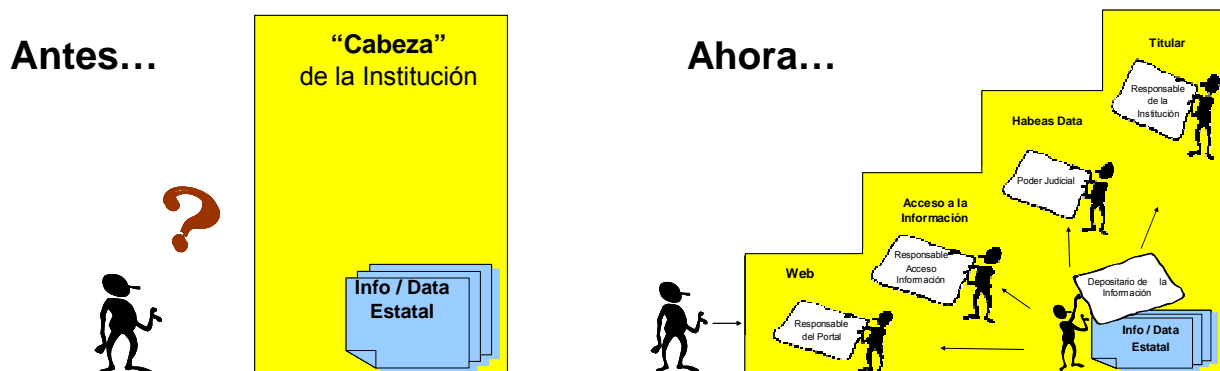 Antes…
“Cabeza”
de la Institución
Info / Data
Estatal
Ahora…
Titular
Responsable
de la
Institución
Habeas Data
Poder Judicial
Acceso a la
Información
Responsable
Acceso
Información
Web
Responsable
del Portal
Depositario de la
Información
Info / Data
Estatal